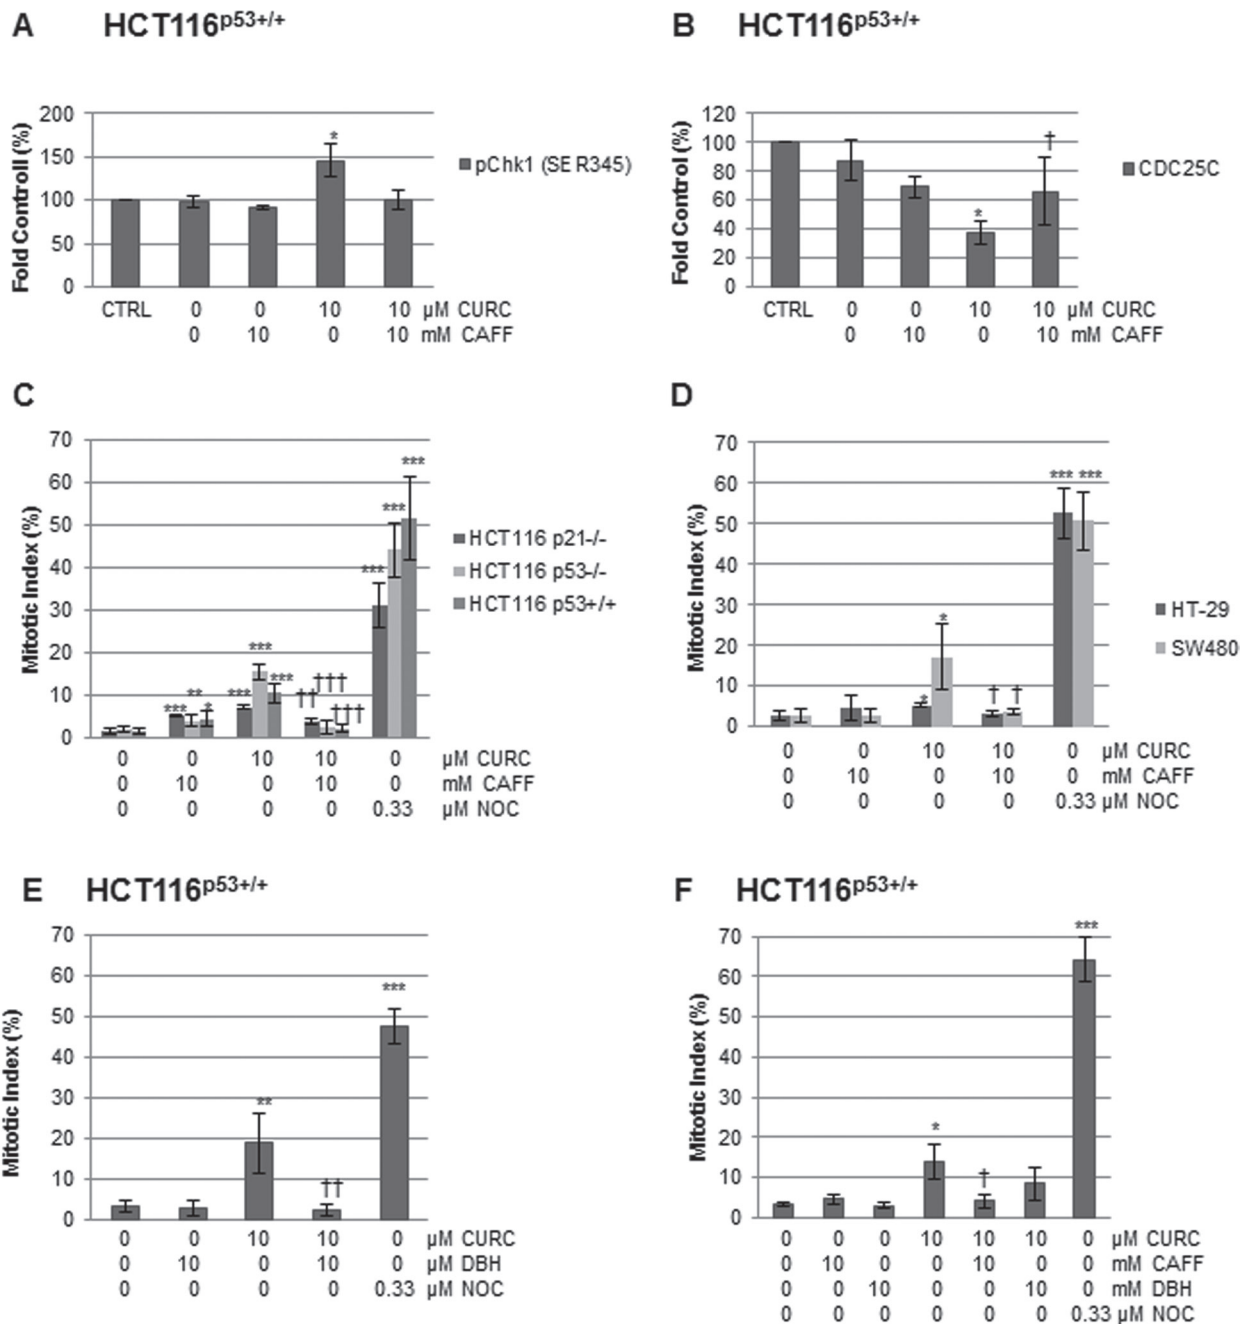 A HCT116p53+/+
200
150
100
50
0
Fold Controll (%)
*
pChk1 (SER345)
CTRL 0 0 10 10 µM CURC
0 10 0 10 mM CAFF
B HCT116p53+/+
120
100
80
60
40
20
0
Fold Control (%)
*
†
CDC25C
CTRL 0 0 10 10 µM CURC
0 10 0 10 mM CAFF
C
70
60
50
40
30
20
10
0
Mitotic Index (%)
*** ** * *** *** *** †† ††† ††† *** *** ***
HCT116 p21-/-
HCT116 p53-/-
HCT116 p53+/+
0 0 10 10 0 µM CURC
0 10 0 10 0 mM CAFF
0 0 0 0 0.33 µM NOC
D
70
60
50
40
30
20
10
0
Mitotic Index (%)
* * † † *** ***
HT-29
SW480
0 0 10 10 0 µM CURC
0 10 0 10 0 mM CAFF
0 0 0 0 0.33 µM NOC
E HCT116p53+/+
70
60
50
40
30
20
10
0
Mitotic Index (%)
** †† ***
0 0 10 10 0 µM CURC
0 10 0 10 0 µM DBH
0 0 0 0 0.33 µM NOC
F HCT116p53+/+
70
60
50
40
30
20
10
0
Mitotic Index (%)
* † ***
0 0 0 10 10 10 0 µM CURC
0 10 0 0 10 0 0 mM CAFF
0 0 10 0 0 10 0 mM DBH
0 0 0 0 0 0 0.33 µM NOC